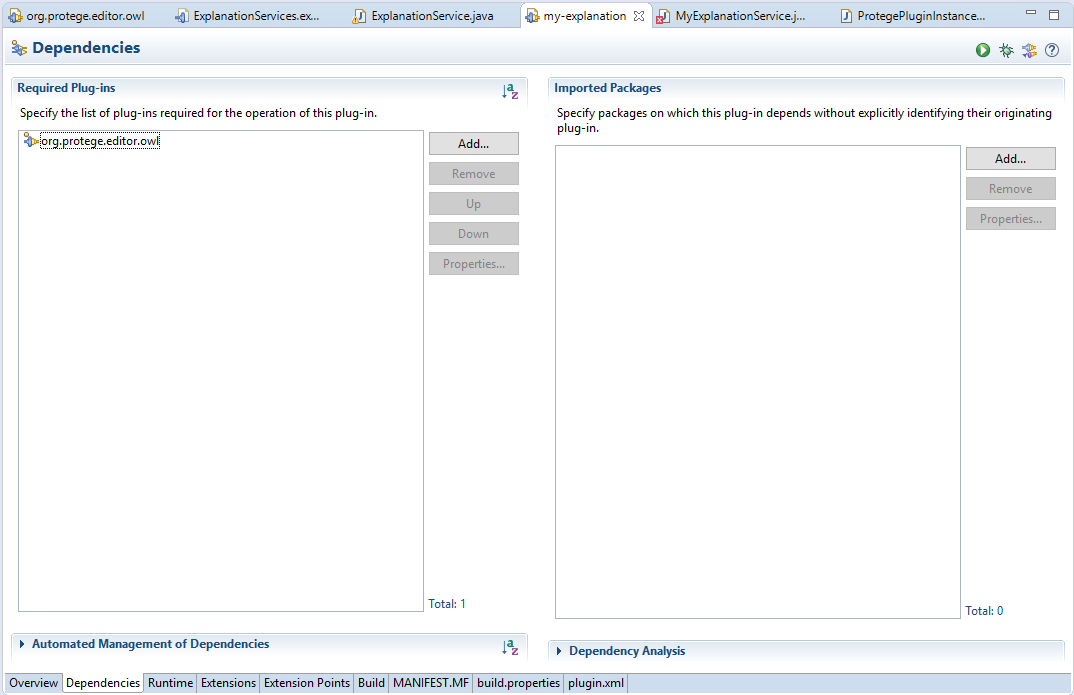 org.protege.editor.owl
ExplanationServices.ex...
ExplanationService.java
my-explanation
MyExplanationService.j...
ProtegePluginInstance...
Dependencies
Required Plug-ins
Specify the list of plug-ins required for the operation of this plug-in.
org.protege.editor.owl
Add...
Remove
Up
Down
Properties...
Total: 1
Automated Management of Dependencies
Imported Packages
Specify packages on which this plug-in depends without explicitly identifying their originating
plug-in.
Add...
Remove
Properties...
Total: 0
Dependency Analysis
Overview
Dependencies
Runtime
Extensions
Extension Points
Build
MANIFEST.MF
build.properties
plugin.xml